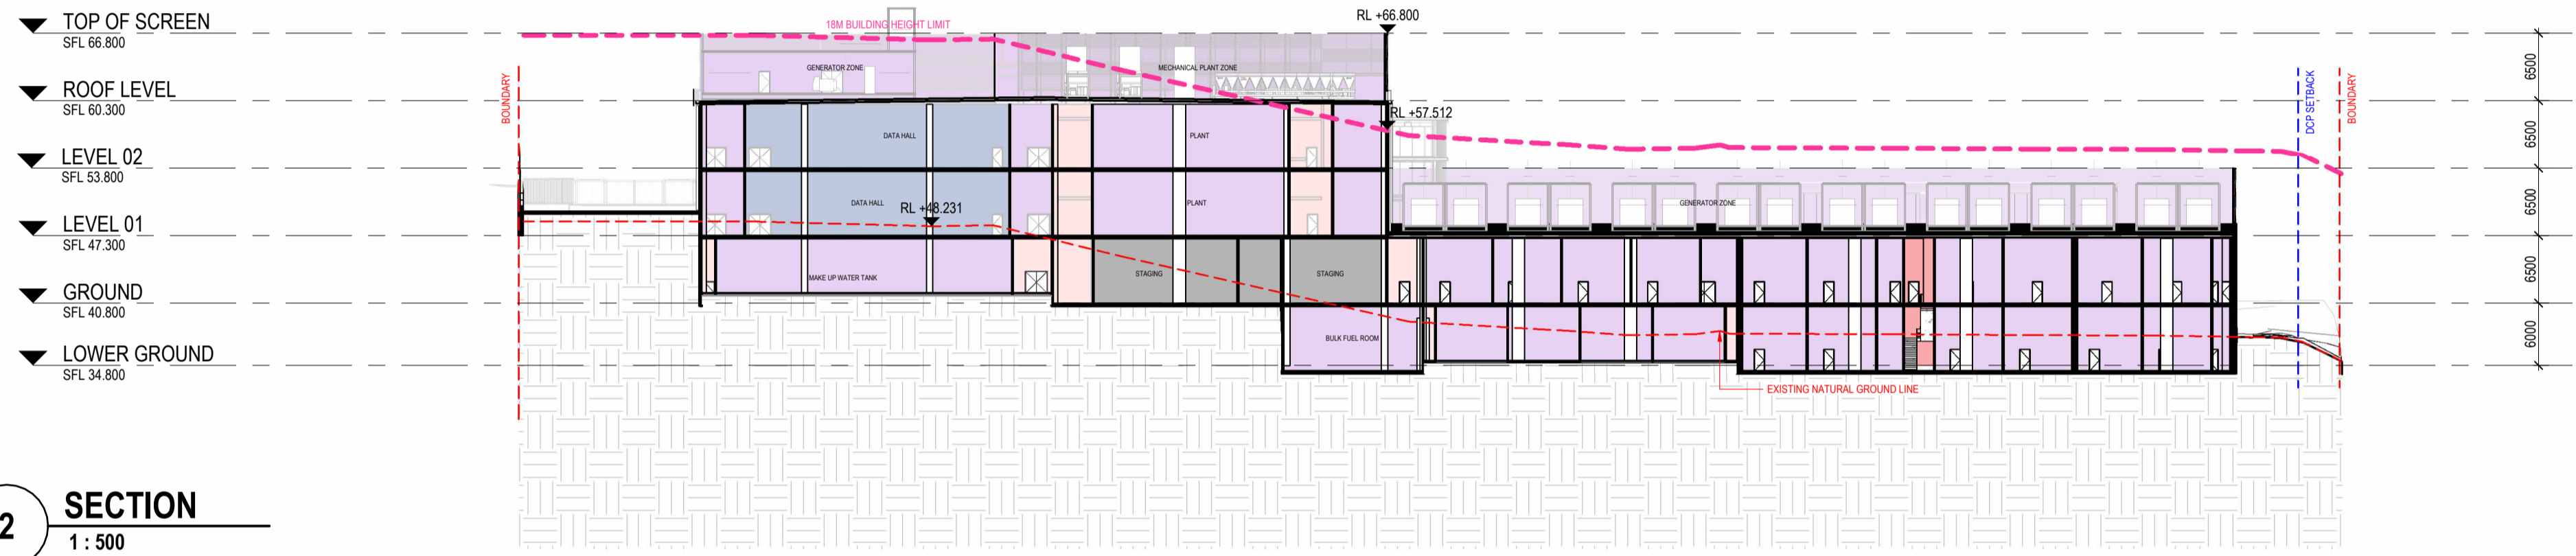 TOP OF SCREEN
SFL 66.800
ROOF LEVEL
SFL 60.300
LEVEL 02
SFL 53.800
LEVEL 01
SFL 47.300
GROUND
SFL 40.800
LOWER GROUND
SFL 34.800
BOUNDARY
18M BUILDING HEIGHT LIMIT
RL +66.800
GENERATOR ZONE
MECHANICAL PLANT ZONE
RL +57.512
DATA HALL
PLANT
DATA HALL
PLANT
RL +48.231
GENERATOR ZONE
MAKE UP WATER TANK
STAGING
STAGING
BULK FUEL ROOM
EXISTING NATURAL GROUND LINE
DCP SETBACK
BOUNDARY
6500
6500
6500
6500
6000
2
SECTION
1 : 500